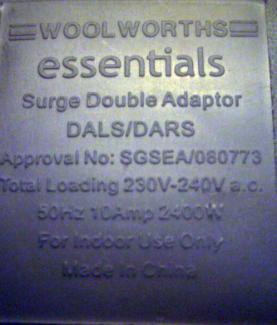 WOOLWORTHS
essentials
Surge Double Adaptor
DALS/DARS
Approval No: SGSEA/060773
Total Loading 230V-240V a.c.
50Hz 10Amp 2400W
For Indoor Use Only
Made In China